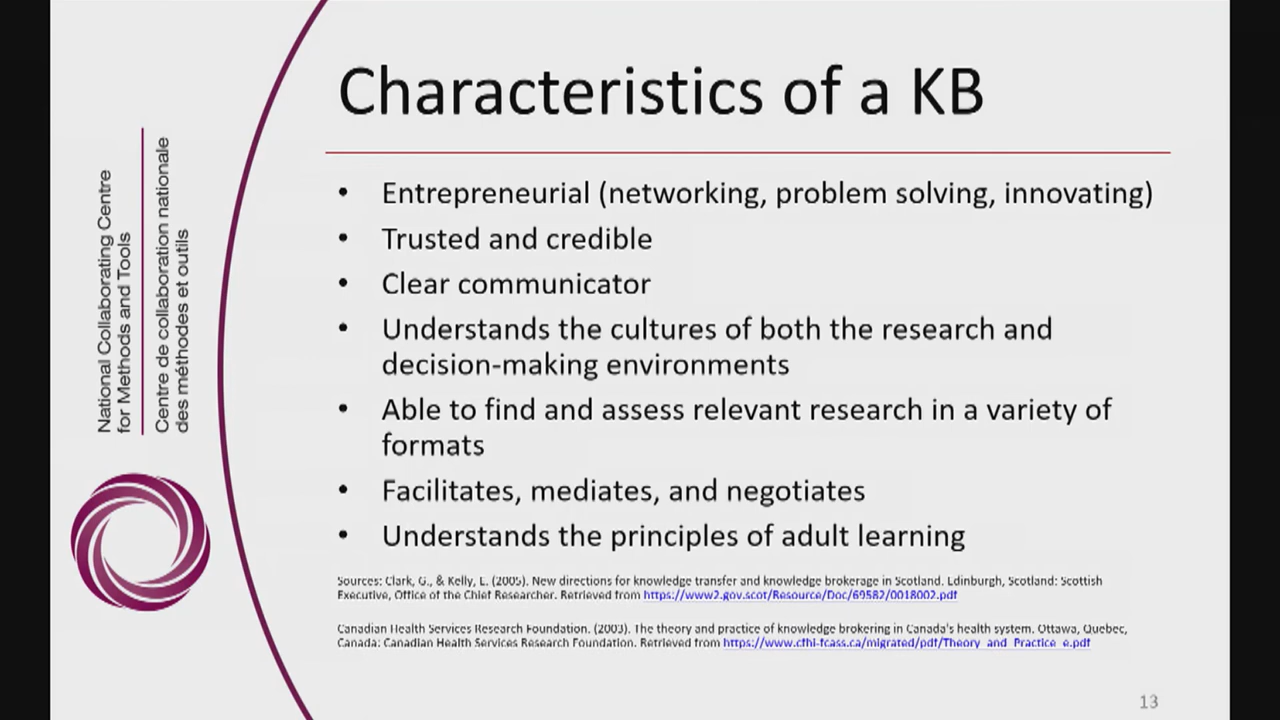 Characteristics of a KB
• Entrepreneurial (networking, problem solving, innovating)
• Trusted and credible
• Clear communicator
• Understands the cultures of both the research and
decision-making environments
• Able to find and assess relevant research in a variety of
formats
• Facilitates, mediates, and negotiates
• Understands the principles of adult learning
Sources: Clark, G., & Kelly, L. (2005). New directions for knowledge transfer and knowledge brokerage in Scotland. Edinburgh, Scotland: Scottish
Executive, Office of the Chief Researcher. Retrieved from https://www2.gov.scot/Resource/Doc/69582/0018002.pdf
Canadian Health Services Research Foundation. (2003). The theory and practice of knowledge brokering in Canada's health system. Ottawa, Quebec,
Canada: Canadian Health Services Research Foundation. Retrieved from https://www.cfhi-fcass.ca/migrated/pdf/Theory_and_Practice_e.pdf
National Collaborating Centre
for Methods and Tools
Centre de collaboration nationale
des méthodes et outils
13